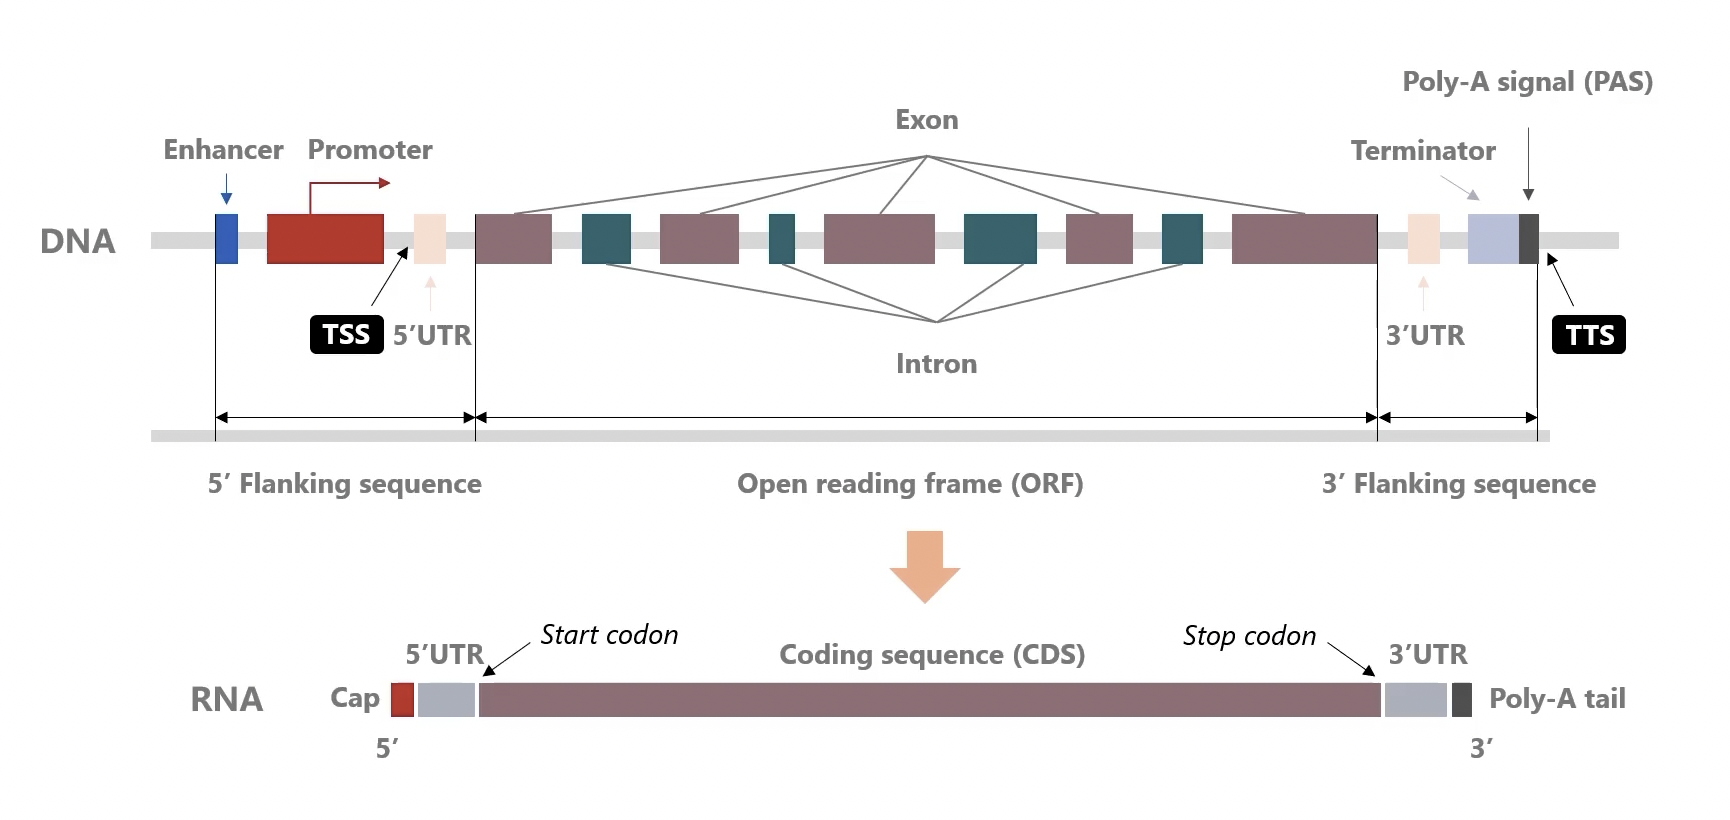 Poly-A signal (PAS)
Exon
Enhancer
Promoter
Terminator
DNA
TSS
5’UTR
3’UTR
TTS
Intron
5’ Flanking sequence
Open reading frame (ORF)
3’ Flanking sequence
Start codon
Stop codon
5’UTR
Coding sequence (CDS)
3’UTR
RNA
Cap
Poly-A tail
5’
3’